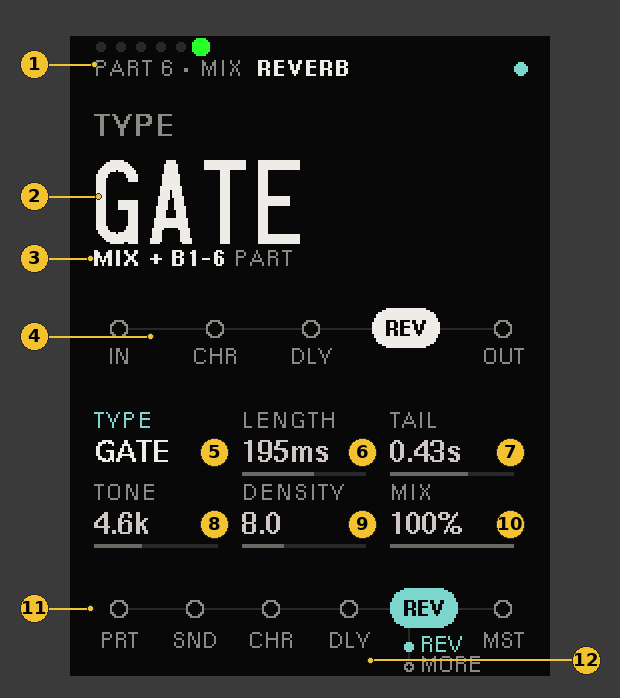 1 PART 6 · MIX REVERB
TYPE
2 GATE
3 MIX + B1-6 PART
REV
4
IN CHR DLY OUT
TYPE LENGTH TAIL
GATE 5 195ms 6 0.43s 7
TONE DENSITY MIX
4.6k 8 8.0 9 100% 10
11 REV
PRT SND CHR DLY REV MST
MORE 12